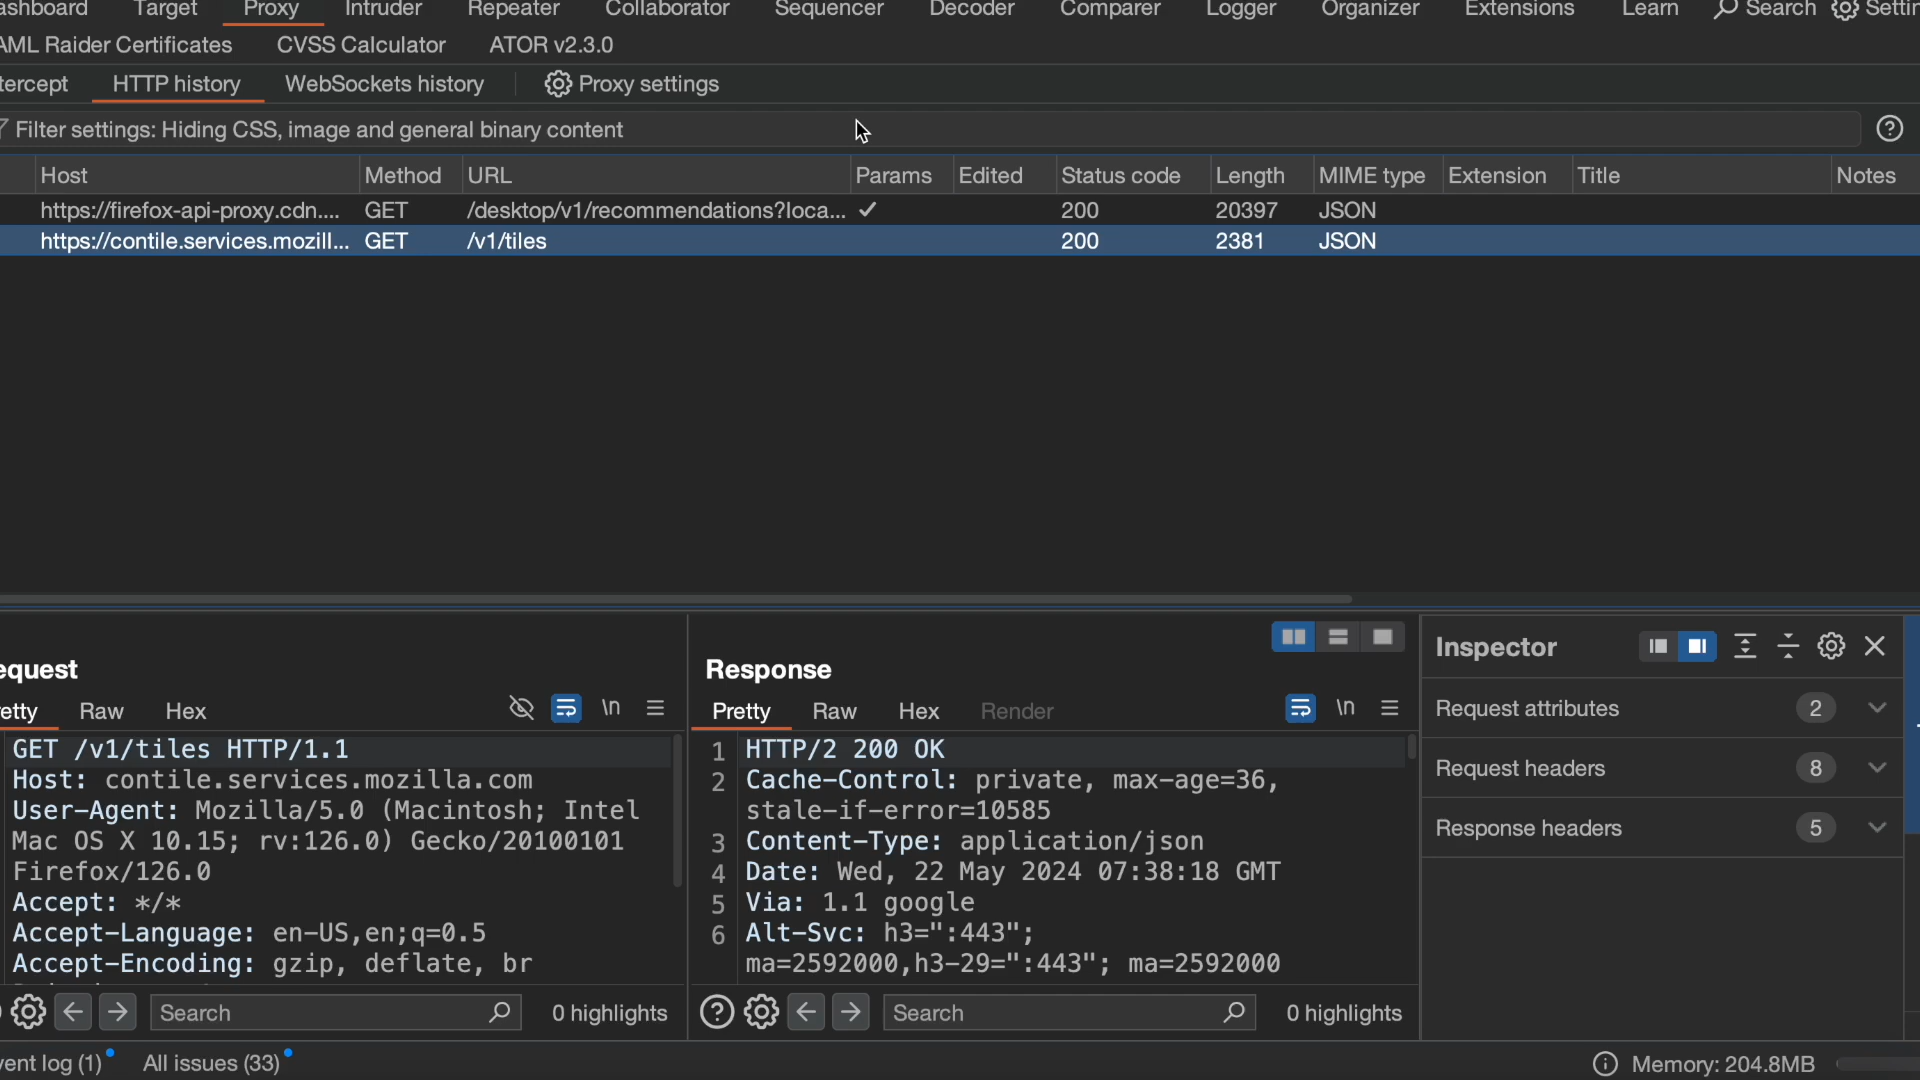 ashboard Target Proxy Intruder Repeater Collaborator Sequencer Decoder Comparer Logger Organizer Extensions Learn Search Settin
AML Raider Certificates CVSS Calculator ATOR v2.3.0
tercept HTTP history WebSockets history Proxy settings
Filter settings: Hiding CSS, image and general binary content
Host Method URL Params Edited Status code Length MIME type Extension Title Notes
https://firefox-api-proxy.cdn.... GET /desktop/v1/recommendations?loca... ✓ 200 20397 JSON
https://contile.services.mozill... GET /v1/tiles 200 2381 JSON
equest
etty Raw Hex \n
GET /v1/tiles HTTP/1.1
Host: contile.services.mozilla.com
User-Agent: Mozilla/5.0 (Macintosh; Intel
Mac OS X 10.15; rv:126.0) Gecko/20100101
Firefox/126.0
Accept: */*
Accept-Language: en-US,en;q=0.5
Accept-Encoding: gzip, deflate, br
Search 0 highlights
Response
Pretty Raw Hex Render \n
1 HTTP/2 200 OK
2 Cache-Control: private, max-age=36,
stale-if-error=10585
3 Content-Type: application/json
4 Date: Wed, 22 May 2024 07:38:18 GMT
5 Via: 1.1 google
6 Alt-Svc: h3=":443";
ma=2592000,h3-29=":443"; ma=2592000
Search 0 highlights
Inspector
Request attributes 2
Request headers 8
Response headers 5
vent log (1) All issues (33) Memory: 204.8MB